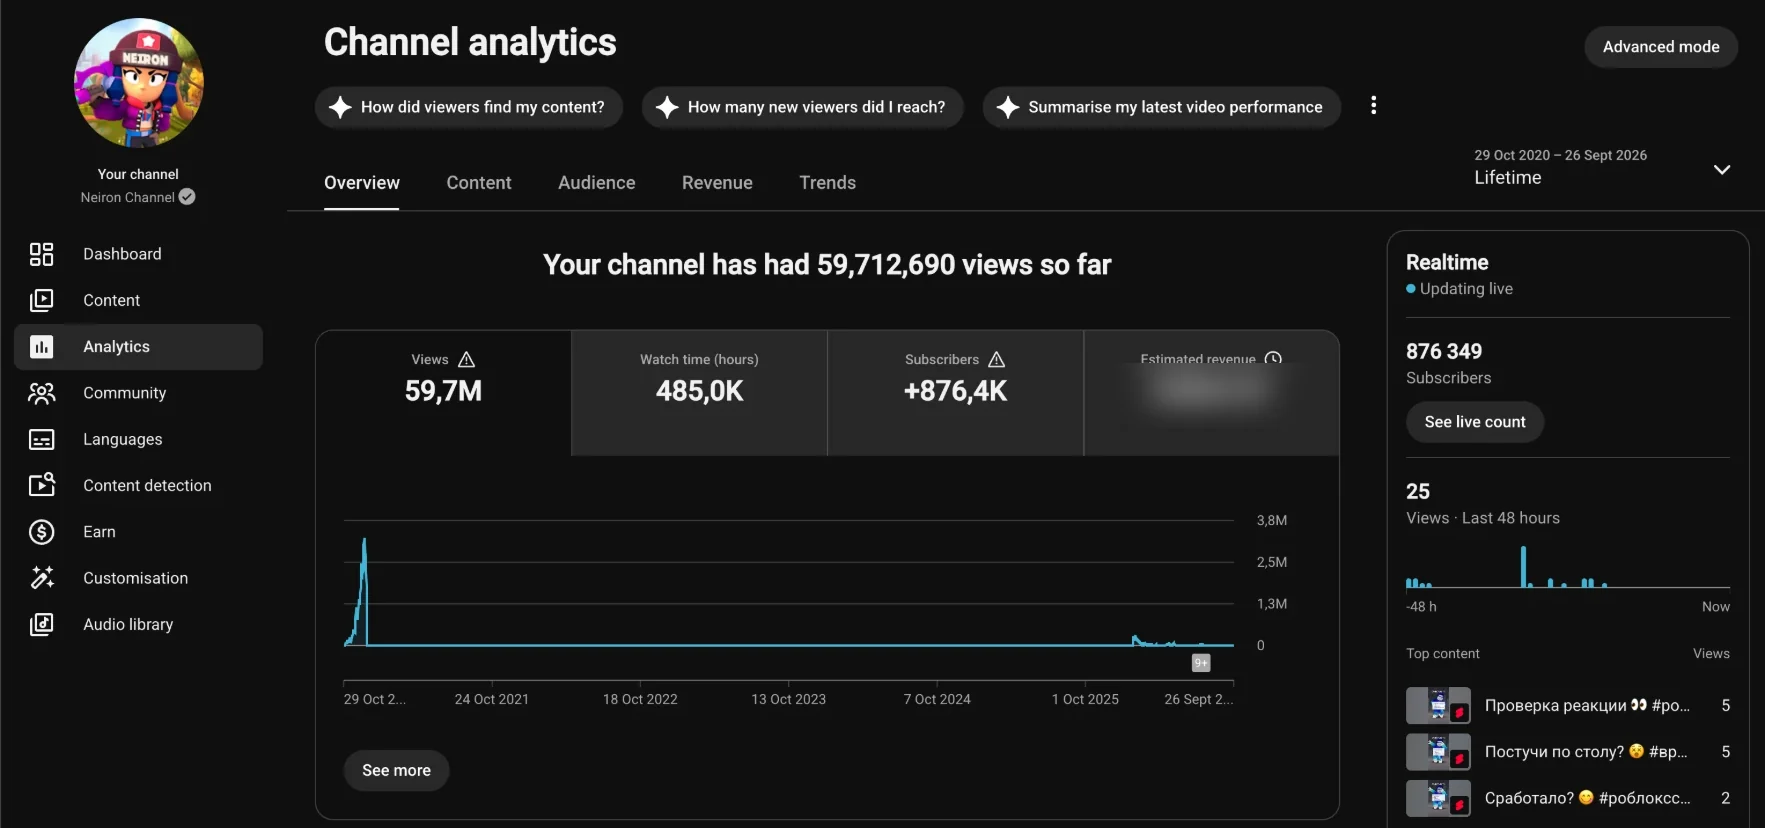 NEIRON
Your channel
Neiron Channel
Dashboard
Content
Analytics
Community
Languages
Content detection
Earn
Customisation
Audio library
Channel analytics
Advanced mode
How did viewers find my content?
How many new viewers did I reach?
Summarise my latest video performance
Overview
Content
Audience
Revenue
Trends
29 Oct 2020 – 26 Sept 2026
Lifetime
Your channel has had 59,712,690 views so far
Views
59,7M
Watch time (hours)
485,0K
Subscribers
+876,4K
Estimated revenue
3,8M
2,5M
1,3M
0
9+
29 Oct 2...
24 Oct 2021
18 Oct 2022
13 Oct 2023
7 Oct 2024
1 Oct 2025
26 Sept 2...
See more
Realtime
Updating live
876 349
Subscribers
See live count
25
Views · Last 48 hours
-48 h
Now
Top content
Views
Проверка реакции 👀 #ро...
5
Постучи по столу? 😵 #вр...
5
Сработало? 😋 #роблоксс...
2